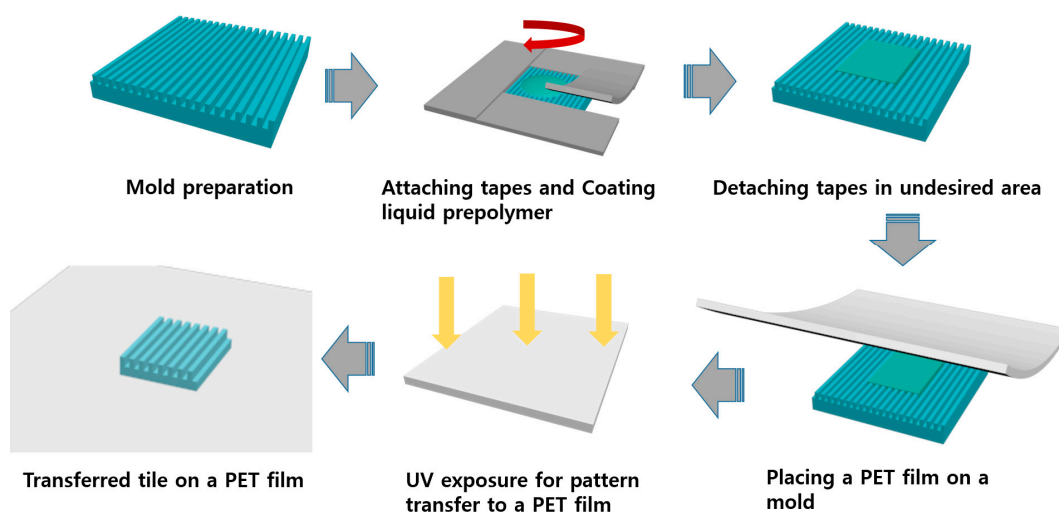 Mold preparation
Attaching tapes and Coating
liquid prepolymer
Detaching tapes in undesired area
Transferred tile on a PET film
UV exposure for pattern
transfer to a PET film
Placing a PET film on a
mold